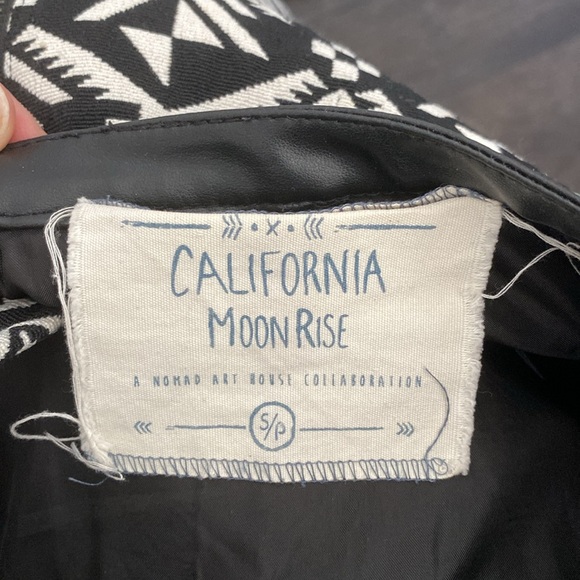 CALIFORNIA
MOONRISE
A NOMAD ART HOUSE COLLABORATION
S/P